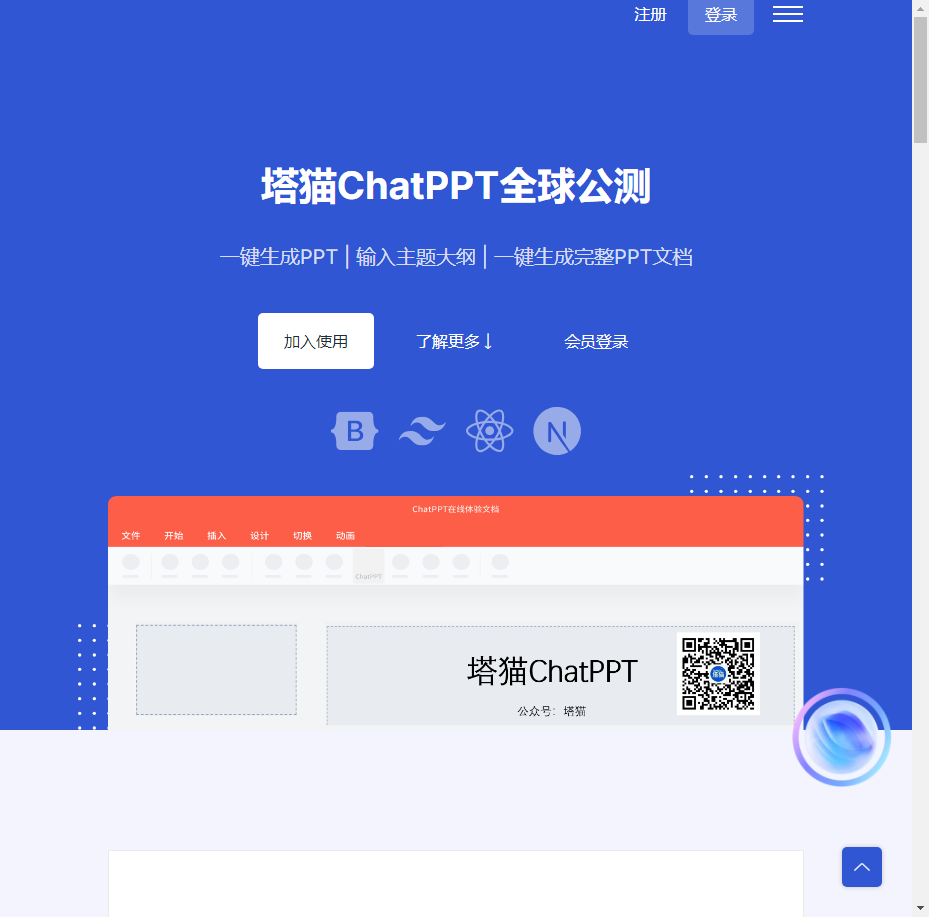 注册 登录
塔猫ChatPPT全球公测
一键生成PPT | 输入主题大纲 | 一键生成完整PPT文档
加入使用 了解更多↓ 会员登录
B N
ChatPPT在线体验文档
文件 开始 插入 设计 切换 动画
ChatPPT
塔猫ChatPPT
塔猫
公众号：塔猫